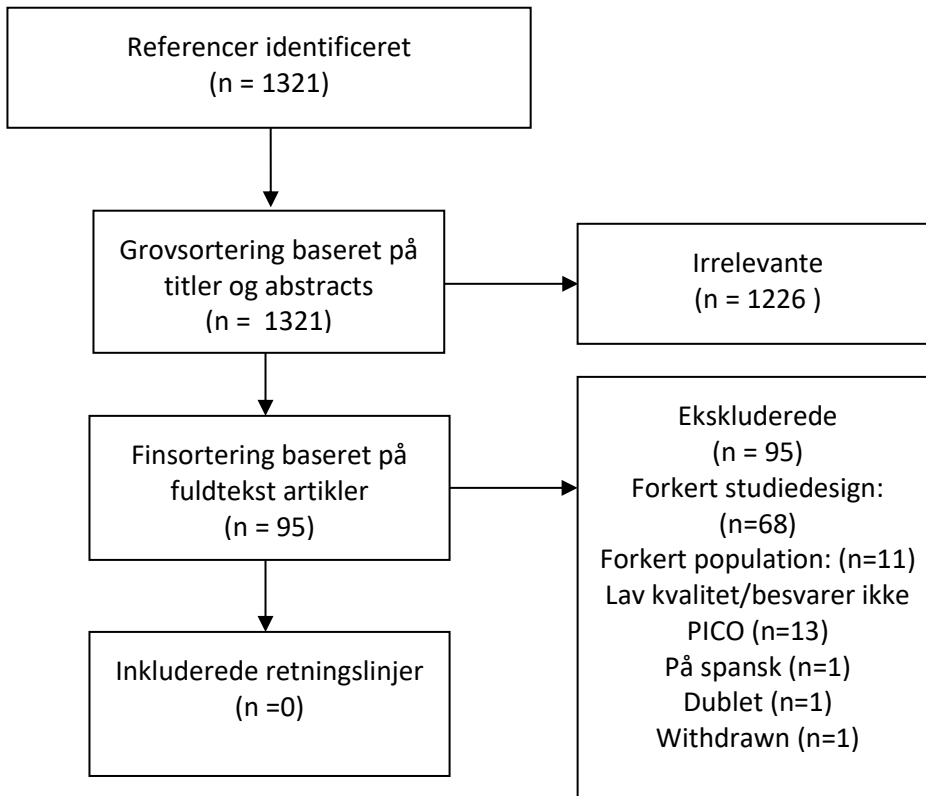 Referencer identificeret
(n = 1321)
Grovsortering baseret på
titler og abstracts
(n =  1321)
Irrelevante
(n = 1226 )
Finsortering baseret på
fuldtekst artikler
(n = 95)
Ekskluderede
(n = 95)
Forkert studiedesign:
(n=68)
Forkert population: (n=11)
Lav kvalitet/besvarer ikke
PICO (n=13)
På spansk (n=1)
Dublet (n=1)
Withdrawn (n=1)
Inkluderede retningslinjer
(n =0)